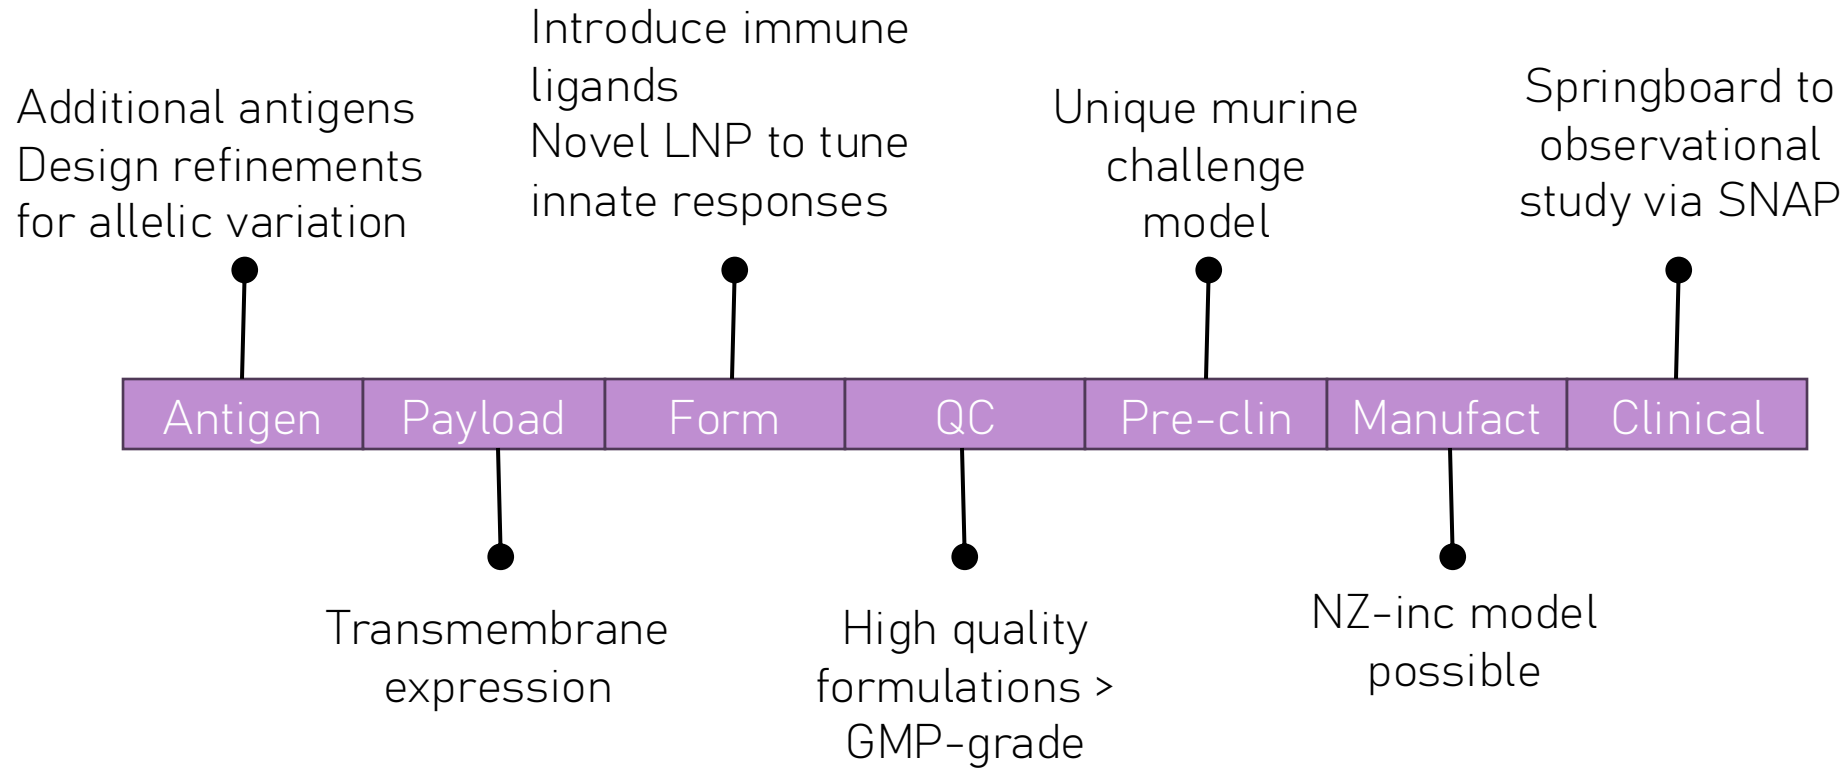 Introduce immune
ligands
Novel LNP to tune
innate responses
Additional antigens
Design refinements
for allelic variation
Unique murine
challenge
model
Springboard to
observational
study via SNAP
Antigen
Payload
Form
QC
Pre-clin
Manufact
Clinical
Transmembrane
expression
High quality
formulations >
GMP-grade
NZ-inc model
possible